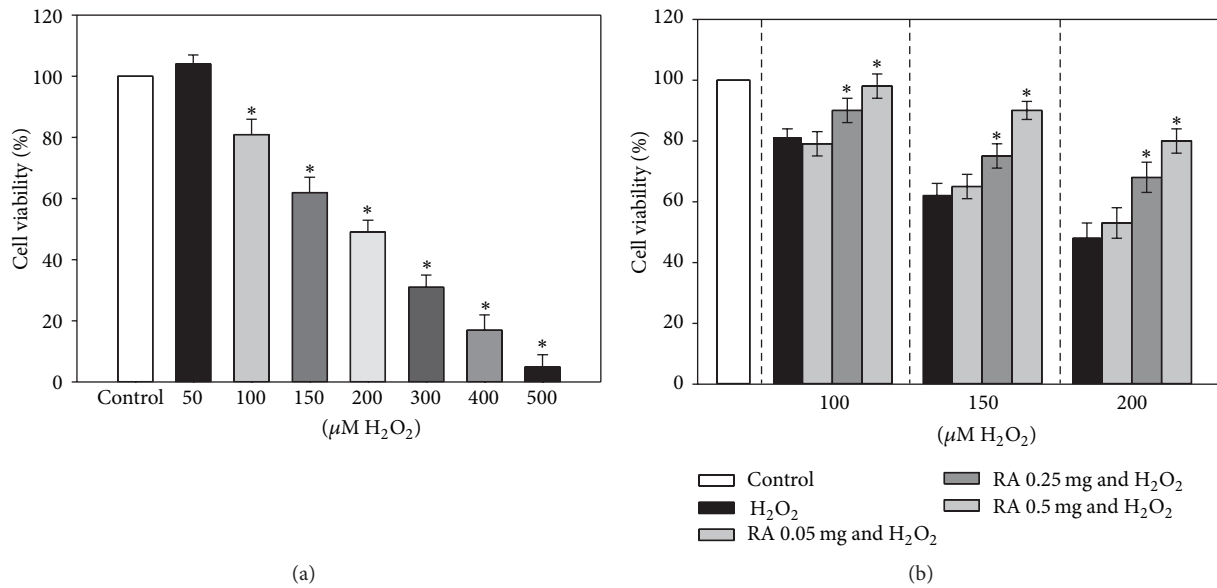 120
100
80
60
40
20
0
Cell viability (%)
*
*
*
*
*
*
Control 50 100 150 200 300 400 500
(μM H₂O₂)
(a)
120
100
80
60
40
20
0
Cell viability (%)
* *
* *
* *
100 150 200
(μM H₂O₂)
Control
H₂O₂
RA 0.05 mg and H₂O₂
RA 0.25 mg and H₂O₂
RA 0.5 mg and H₂O₂
(b)